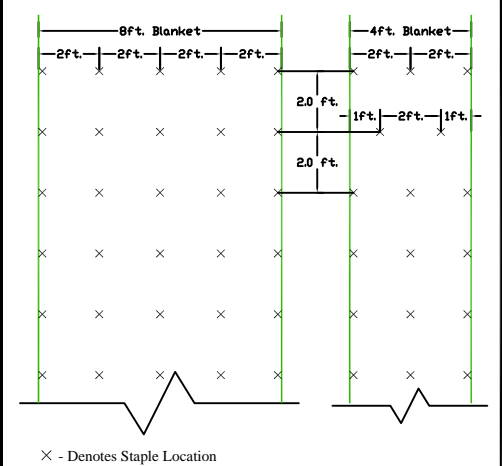 8ft. Blanket
4ft. Blanket
2ft. 2ft. 2ft. 2ft.
2ft. 2ft.
2.0 ft.
1ft. 2ft. 1ft.
2.0 ft.
× - Denotes Staple Location